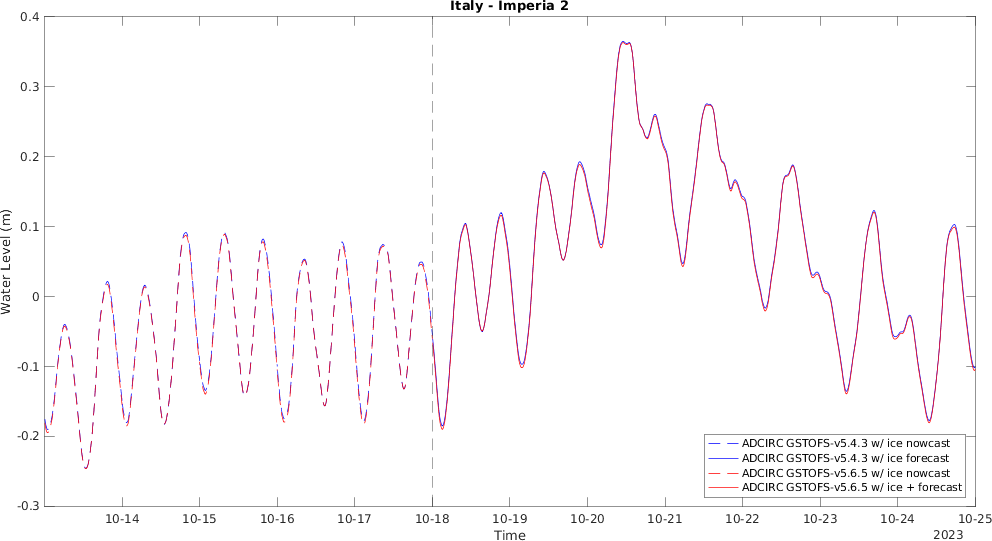 Italy - Imperia 2
0.4
0.3
0.2
0.1
0
-0.1
-0.2
-0.3
Water Level (m)
10-14 10-15 10-16 10-17 10-18 10-19 10-20 10-21 10-22 10-23 10-24 10-25
Time
2023
ADCIRC GSTOFS-v5.4.3 w/ ice nowcast
ADCIRC GSTOFS-v5.4.3 w/ ice forecast
ADCIRC GSTOFS-v5.6.5 w/ ice nowcast
ADCIRC GSTOFS-v5.6.5 w/ ice + forecast